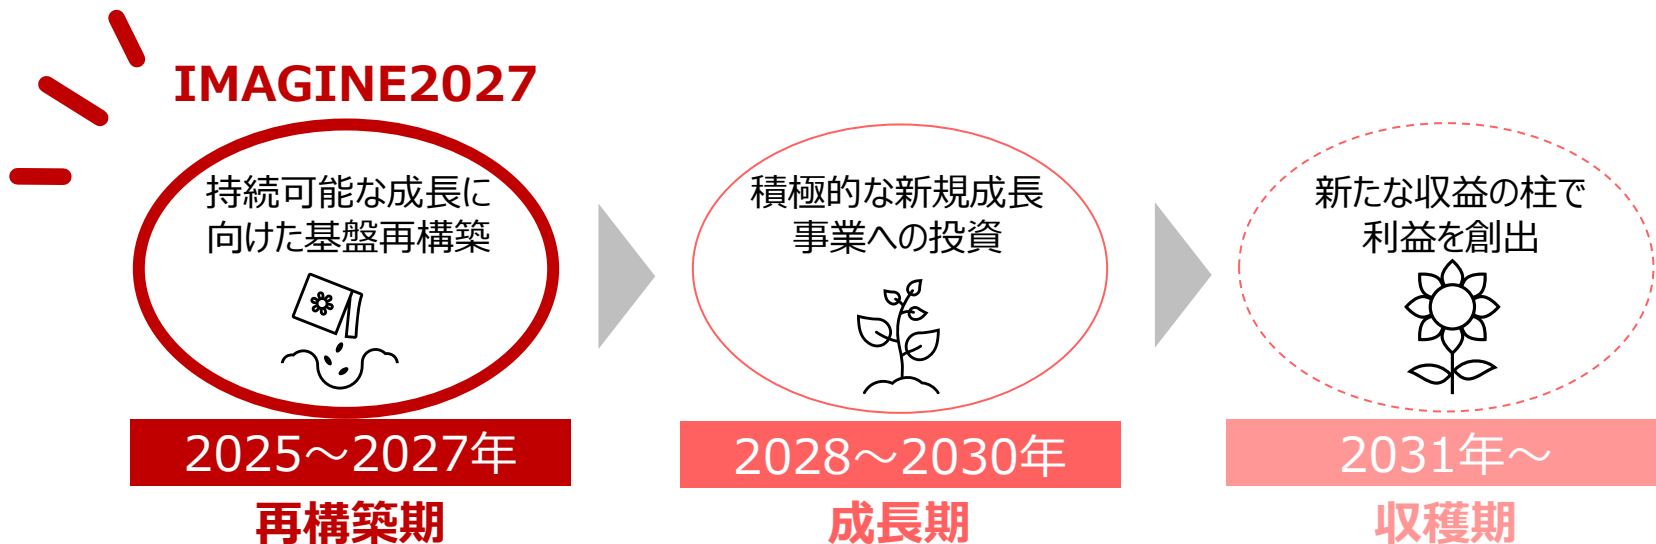 IMAGINE2027
持続可能な成長に
向けた基盤再構築
2025～2027年
再構築期
積極的な新規成長
事業への投資
2028～2030年
成長期
新たな収益の柱で
利益を創出
2031年～
収穫期